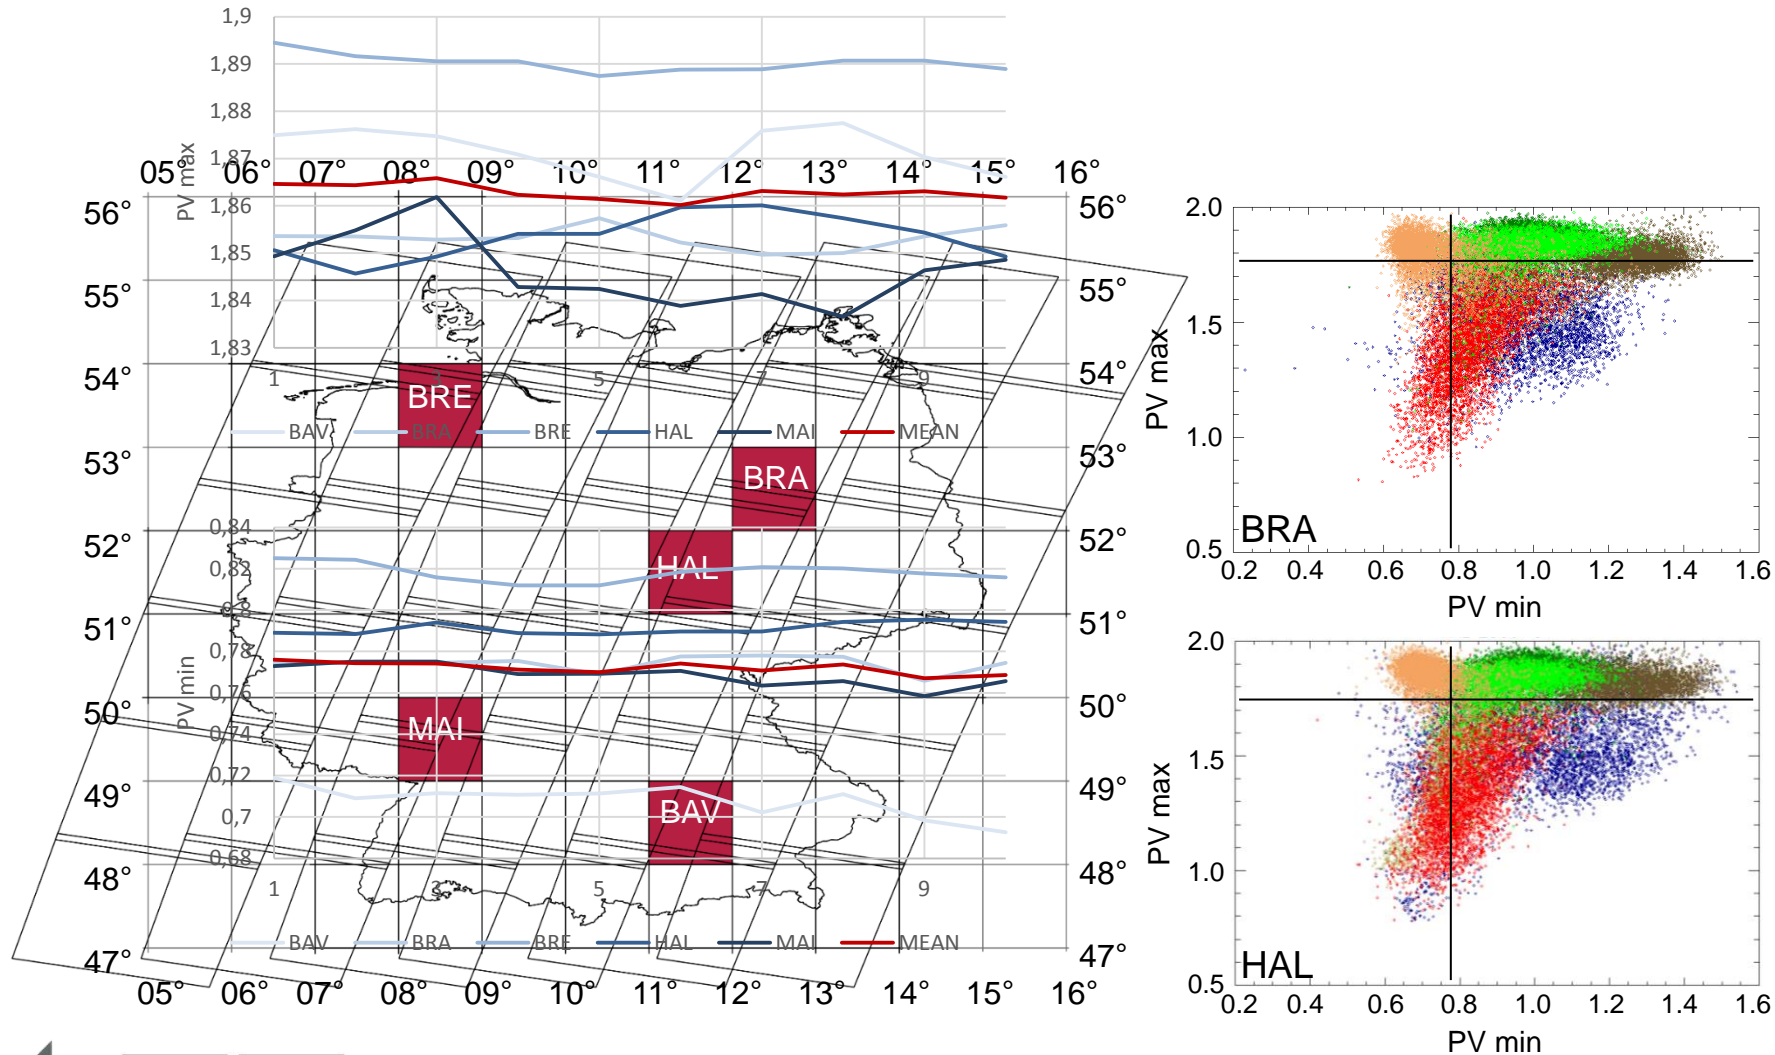 1,9
1,89
1,88
1,87
1,86
1,85
1,84
1,83
PV max
1 3 5 7 9
BAV BRA BRE HAL MAI MEAN
0,84
0,82
0,8
0,78
0,76
0,74
0,72
0,7
0,68
PV min
1 3 5 7 9
BAV BRA BRE HAL MAI MEAN
05° 06° 07° 08° 09° 10° 11° 12° 13° 14° 15° 16°
56° 56°
55° 55°
54° 54°
53° 53°
52° 52°
51° 51°
50° 50°
49° 49°
48° 48°
47° 47°
05° 06° 07° 08° 09° 10° 11° 12° 13° 14° 15° 16°
BRE
BRA
HAL
MAI
BAV
2.0
1.5
1.0
0.5
PV max
BRA
0.2 0.4 0.6 0.8 1.0 1.2 1.4 1.6
PV min
2.0
1.5
1.0
0.5
PV max
HAL
0.2 0.4 0.6 0.8 1.0 1.2 1.4 1.6
PV min